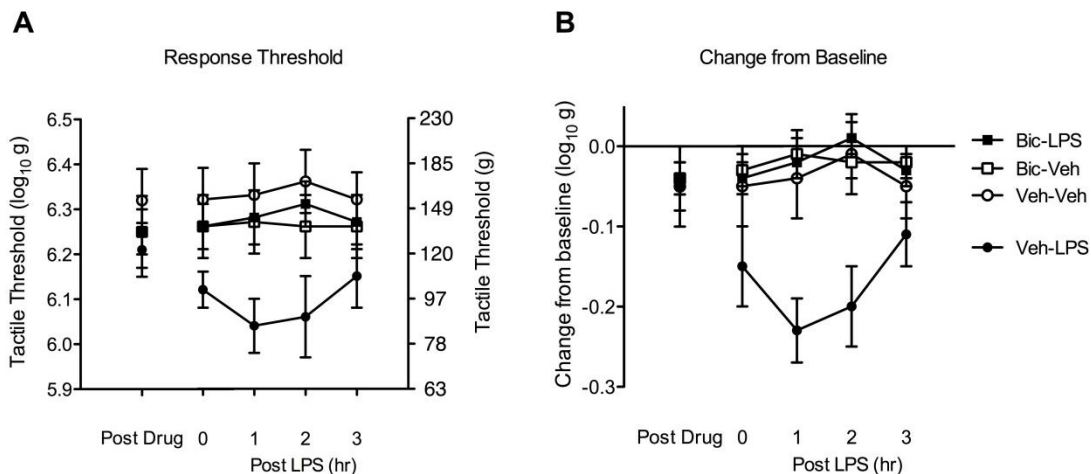 A
Response Threshold
Tactile Threshold (log10 g)
6.5
6.4
6.3
6.2
6.1
6.0
5.9
230
185
149
120
97
78
63
Tactile Threshold (g)
Post Drug 0 1 2 3
Post LPS (hr)
B
Change from Baseline
Change from baseline (log10 g)
0.0
-0.1
-0.2
-0.3
Post Drug 0 1 2 3
Post LPS (hr)
Bic-LPS
Bic-Veh
Veh-Veh
Veh-LPS